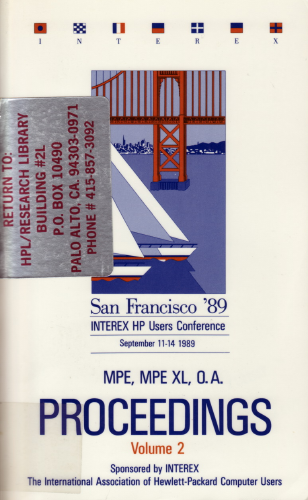 I N T E R E X
RETURN TO:
HPL/RESEARCH LIBRARY
BUILDING #2L
P.O. BOX 10490
PALO ALTO, CA. 94303-0971
PHONE # 415-857-3092
San Francisco '89
INTEREX HP Users Conference
September 11-14 1989
MPE, MPE XL, O.A.
PROCEEDINGS
Volume 2
Sponsored by INTEREX
The International Association of Hewlett-Packard Computer Users